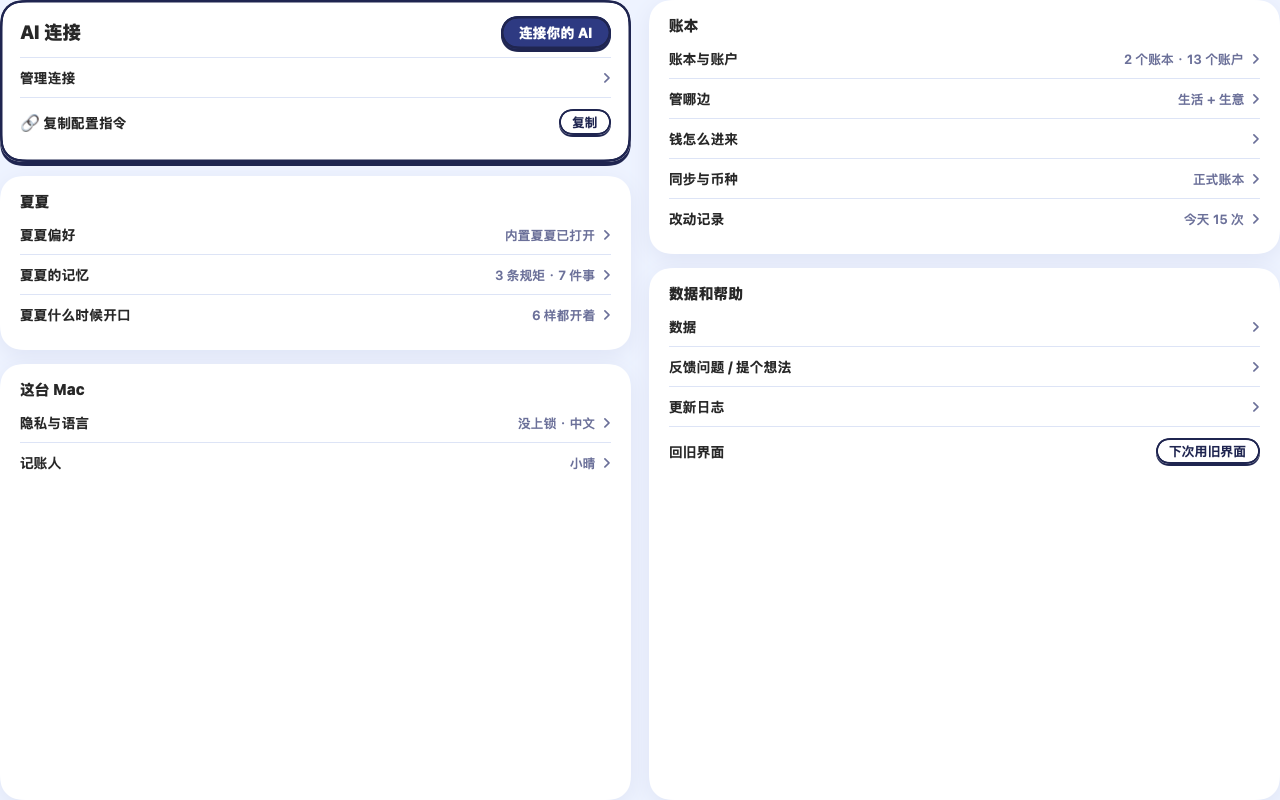 AI 连接
连接你的 AI
管理连接
🔗 复制配置指令
复制
夏夏
夏夏偏好
内置夏夏已打开
夏夏的记忆
3 条规矩 · 7 件事
夏夏什么时候开口
6 样都开着
这台 Mac
隐私与语言
没上锁 · 中文
记账人
小晴
账本
账本与账户
2 个账本 · 13 个账户
管哪边
生活 + 生意
钱怎么进来
同步与币种
正式账本
改动记录
今天 15 次
数据和帮助
数据
反馈问题 / 提个想法
更新日志
回旧界面
下次用旧界面